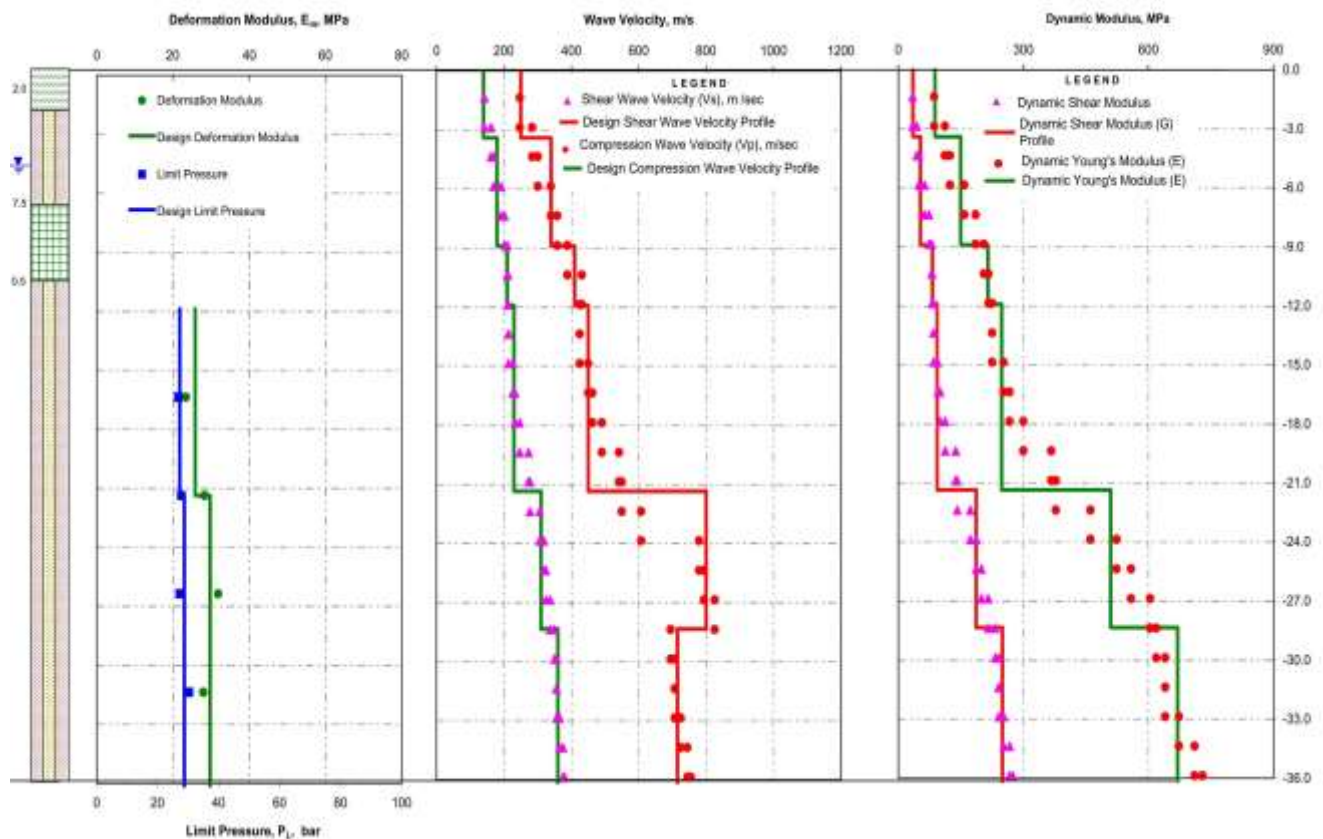 Deformation Modulus, Em, MPa
0 20 40 60 80
Wave Velocity, m/s
0 200 400 600 800 1000 1200
Dynamic Modulus, MPa
0 300 600 900
2.0
7.5
0.5
Deformation Modulus
Design Deformation Modulus
Limit Pressure
Design Limit Pressure
LEGEND
Shear Wave Velocity (Vs), m /sec
Design Shear Wave Velocity Profile
Compression Wave Velocity (Vp), m/sec
Design Compression Wave Velocity Profile
LEGEND
Dynamic Shear Modulus
Dynamic Shear Modulus (G)
Profile
Dynamic Young's Modulus (E)
Dynamic Young's Modulus (E)
0.0
-3.0
-6.0
-9.0
-12.0
-15.0
-18.0
-21.0
-24.0
-27.0
-30.0
-33.0
-36.0
0 20 40 60 80 100
Limit Pressure, PL, bar